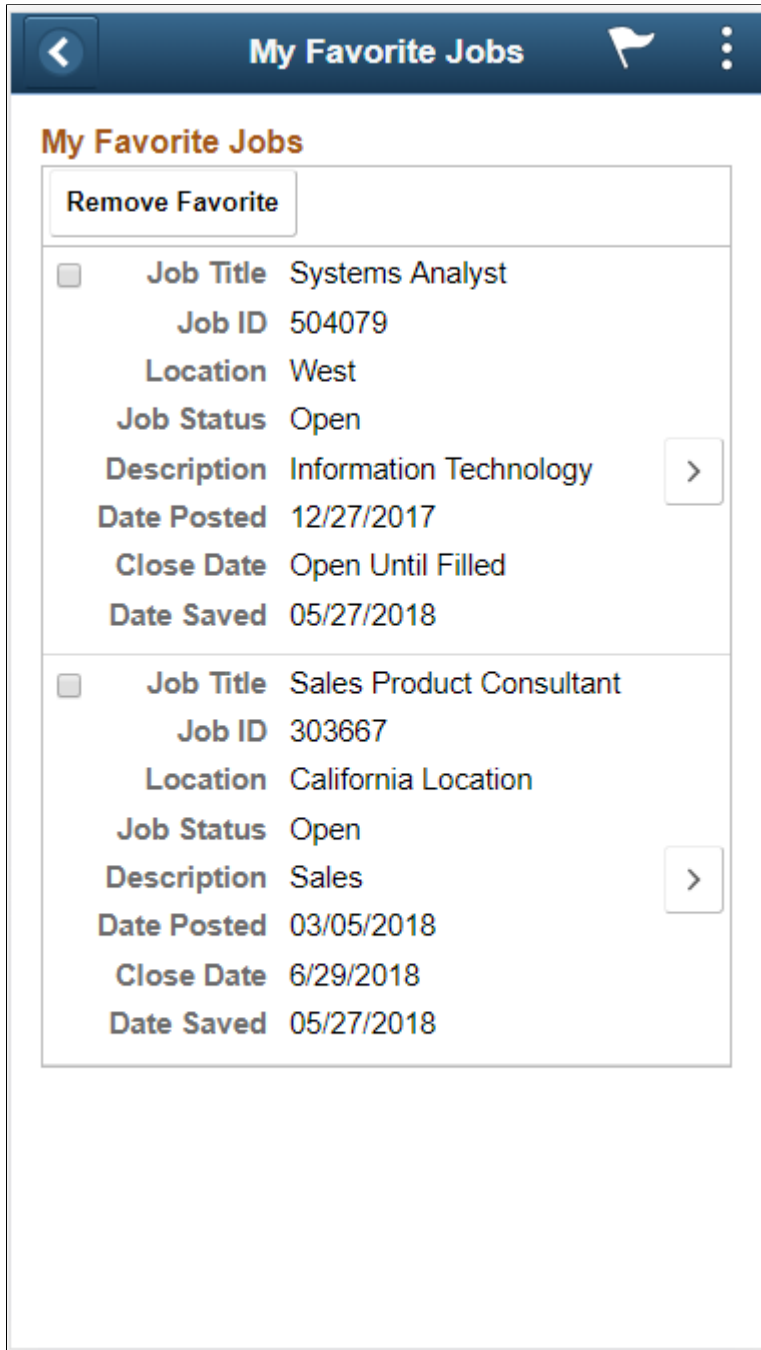 My Favorite Jobs
My Favorite Jobs
Remove Favorite
Job Title Systems Analyst
Job ID 504079
Location West
Job Status Open
Description Information Technology
Date Posted 12/27/2017
Close Date Open Until Filled
Date Saved 05/27/2018
Job Title Sales Product Consultant
Job ID 303667
Location California Location
Job Status Open
Description Sales
Date Posted 03/05/2018
Close Date 6/29/2018
Date Saved 05/27/2018